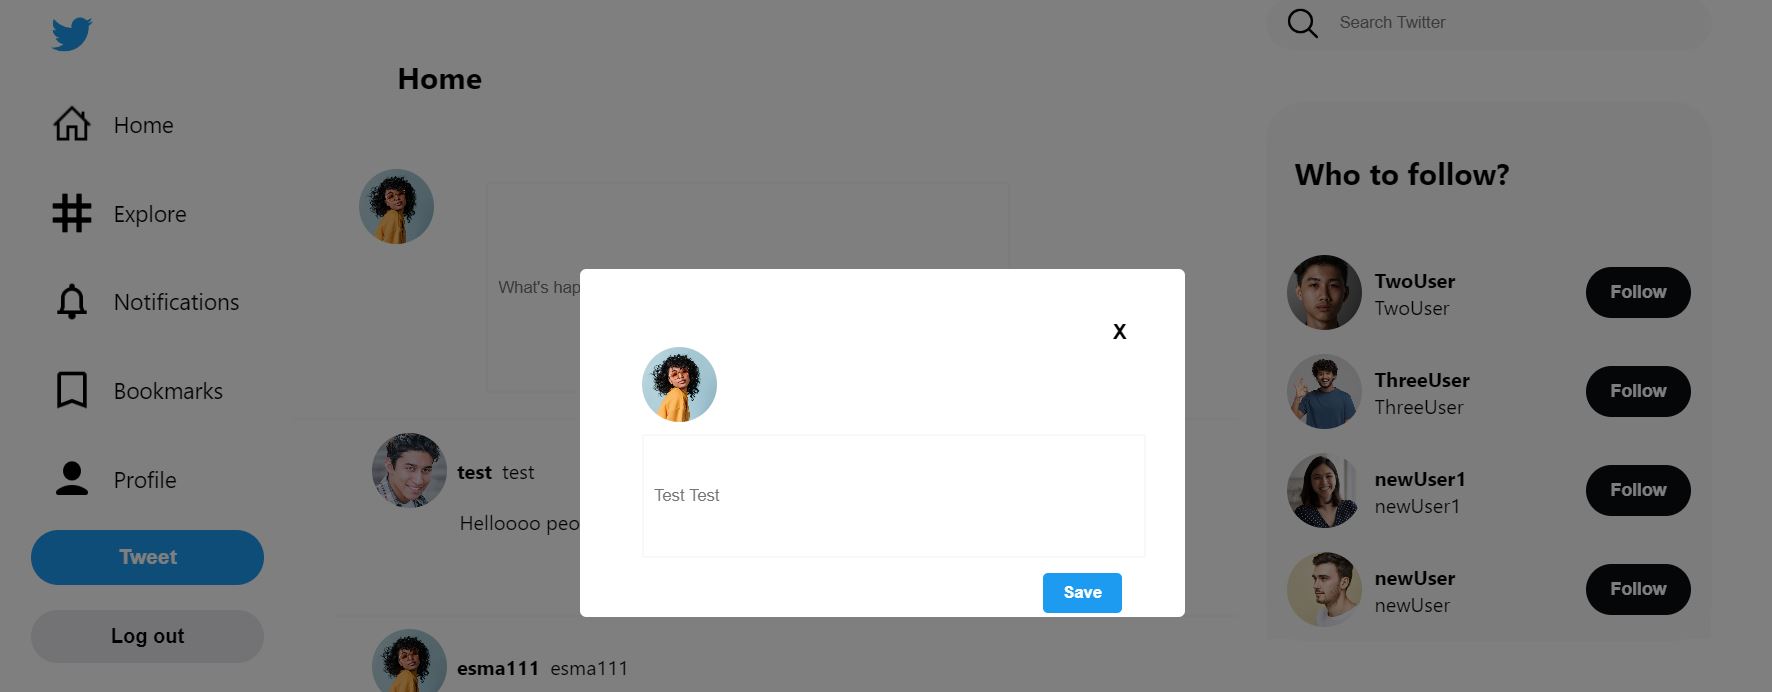 Search Twitter
Home
Home
Explore
Notifications
Bookmarks
Profile
Tweet
Log out
What's hap
test test
Helloooo peo
esma111 esma111
X
Test Test
Save
Who to follow?
TwoUser
TwoUser
Follow
ThreeUser
ThreeUser
Follow
newUser1
newUser1
Follow
newUser
newUser
Follow